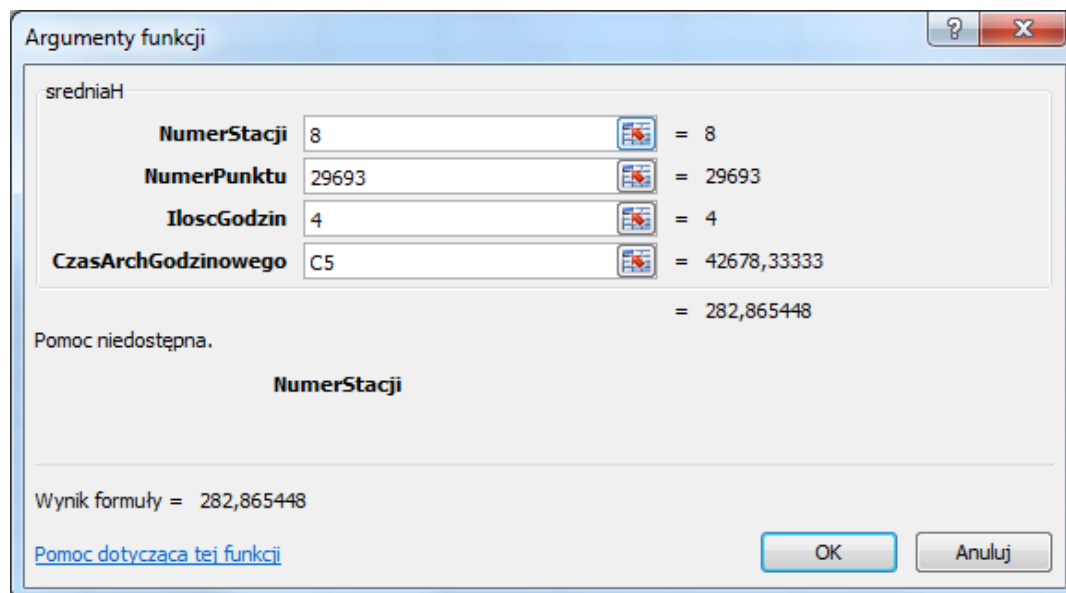 Argumenty funkcji
sredniaH
NumerStacji 8 = 8
NumerPunktu 29693 = 29693
IloscGodzin 4 = 4
CzasArchGodzinowego C5 = 42678,33333
= 282,865448
Pomoc niedostępna.
NumerStacji
Wynik formuły = 282,865448
Pomoc dotycząca tej funkcji OK Anuluj